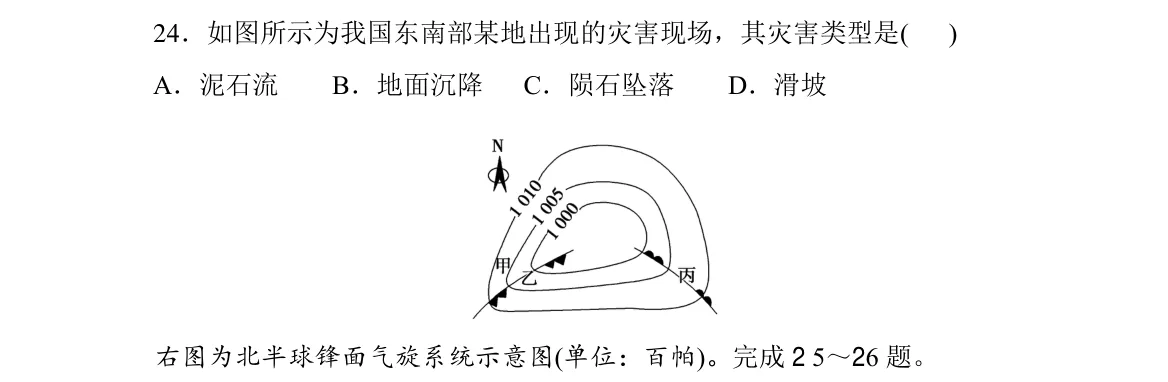 24．如图所示为我国东南部某地出现的灾害现场，其灾害类型是(　)
A．泥石流　B．地面沉降　C．陨石坠落　D．滑坡
N
1 010
1 005
1 000
甲
乙
丙
右图为北半球锋面气旋系统示意图(单位：百帕)。完成 2 5～26 题。